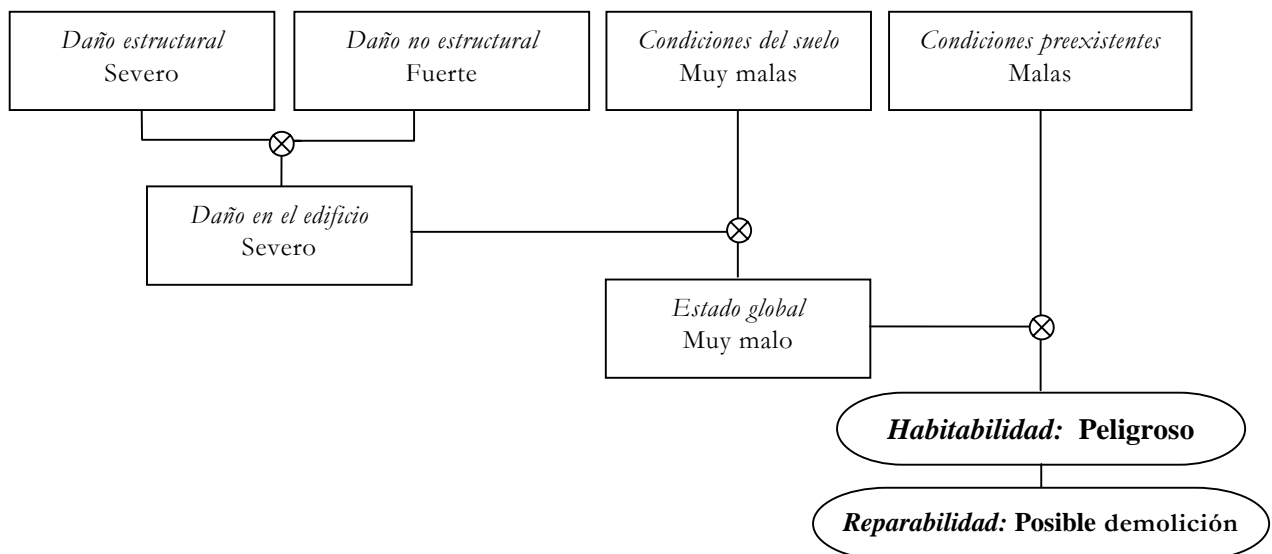 Daño estructural
Severo
Daño no estructural
Fuerte
Condiciones del suelo
Muy malas
Condiciones preexistentes
Malas
Daño en el edificio
Severo
Estado global
Muy malo
Habitabilidad: Peligroso
Reparabilidad: Posible demolición